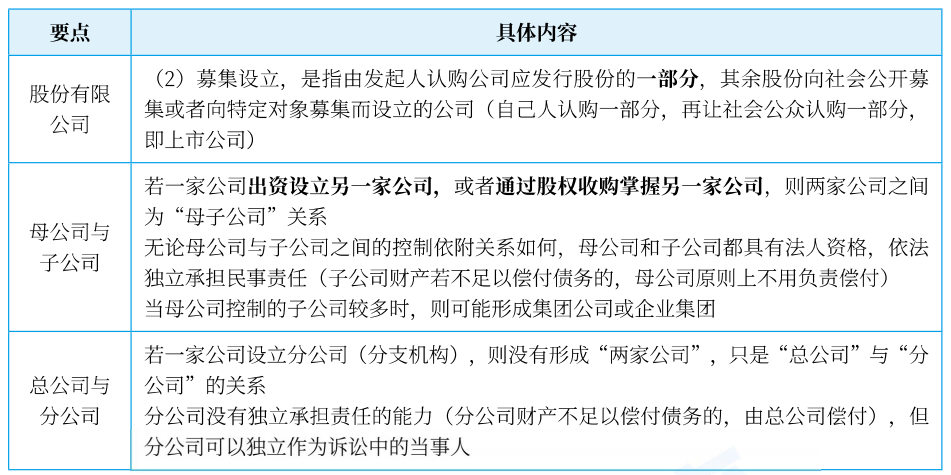 要点
具体内容
股份有限
公司
（2）募集设立，是指由发起人认购公司应发行股份的一部分，其余股份向社会公开募
集或者向特定对象募集而设立的公司（自己人认购一部分，再让社会公众认购一部分，
即上市公司）
母公司与
子公司
若一家公司出资设立另一家公司，或者通过股权收购掌握另一家公司，则两家公司之间
为“母子公司”关系
无论母公司与子公司之间的控制依附关系如何，母公司和子公司都具有法人资格，依法
独立承担民事责任（子公司财产若不足以偿付债务的，母公司原则上不用负责偿付）
当母公司控制的子公司较多时，则可能形成集团公司或企业集团
总公司与
分公司
若一家公司设立分公司（分支机构），则没有形成“两家公司”，只是“总公司”与“分
公司”的关系
分公司没有独立承担责任的能力（分公司财产不足以偿付债务的，由总公司偿付），但
分公司可以独立作为诉讼中的当事人